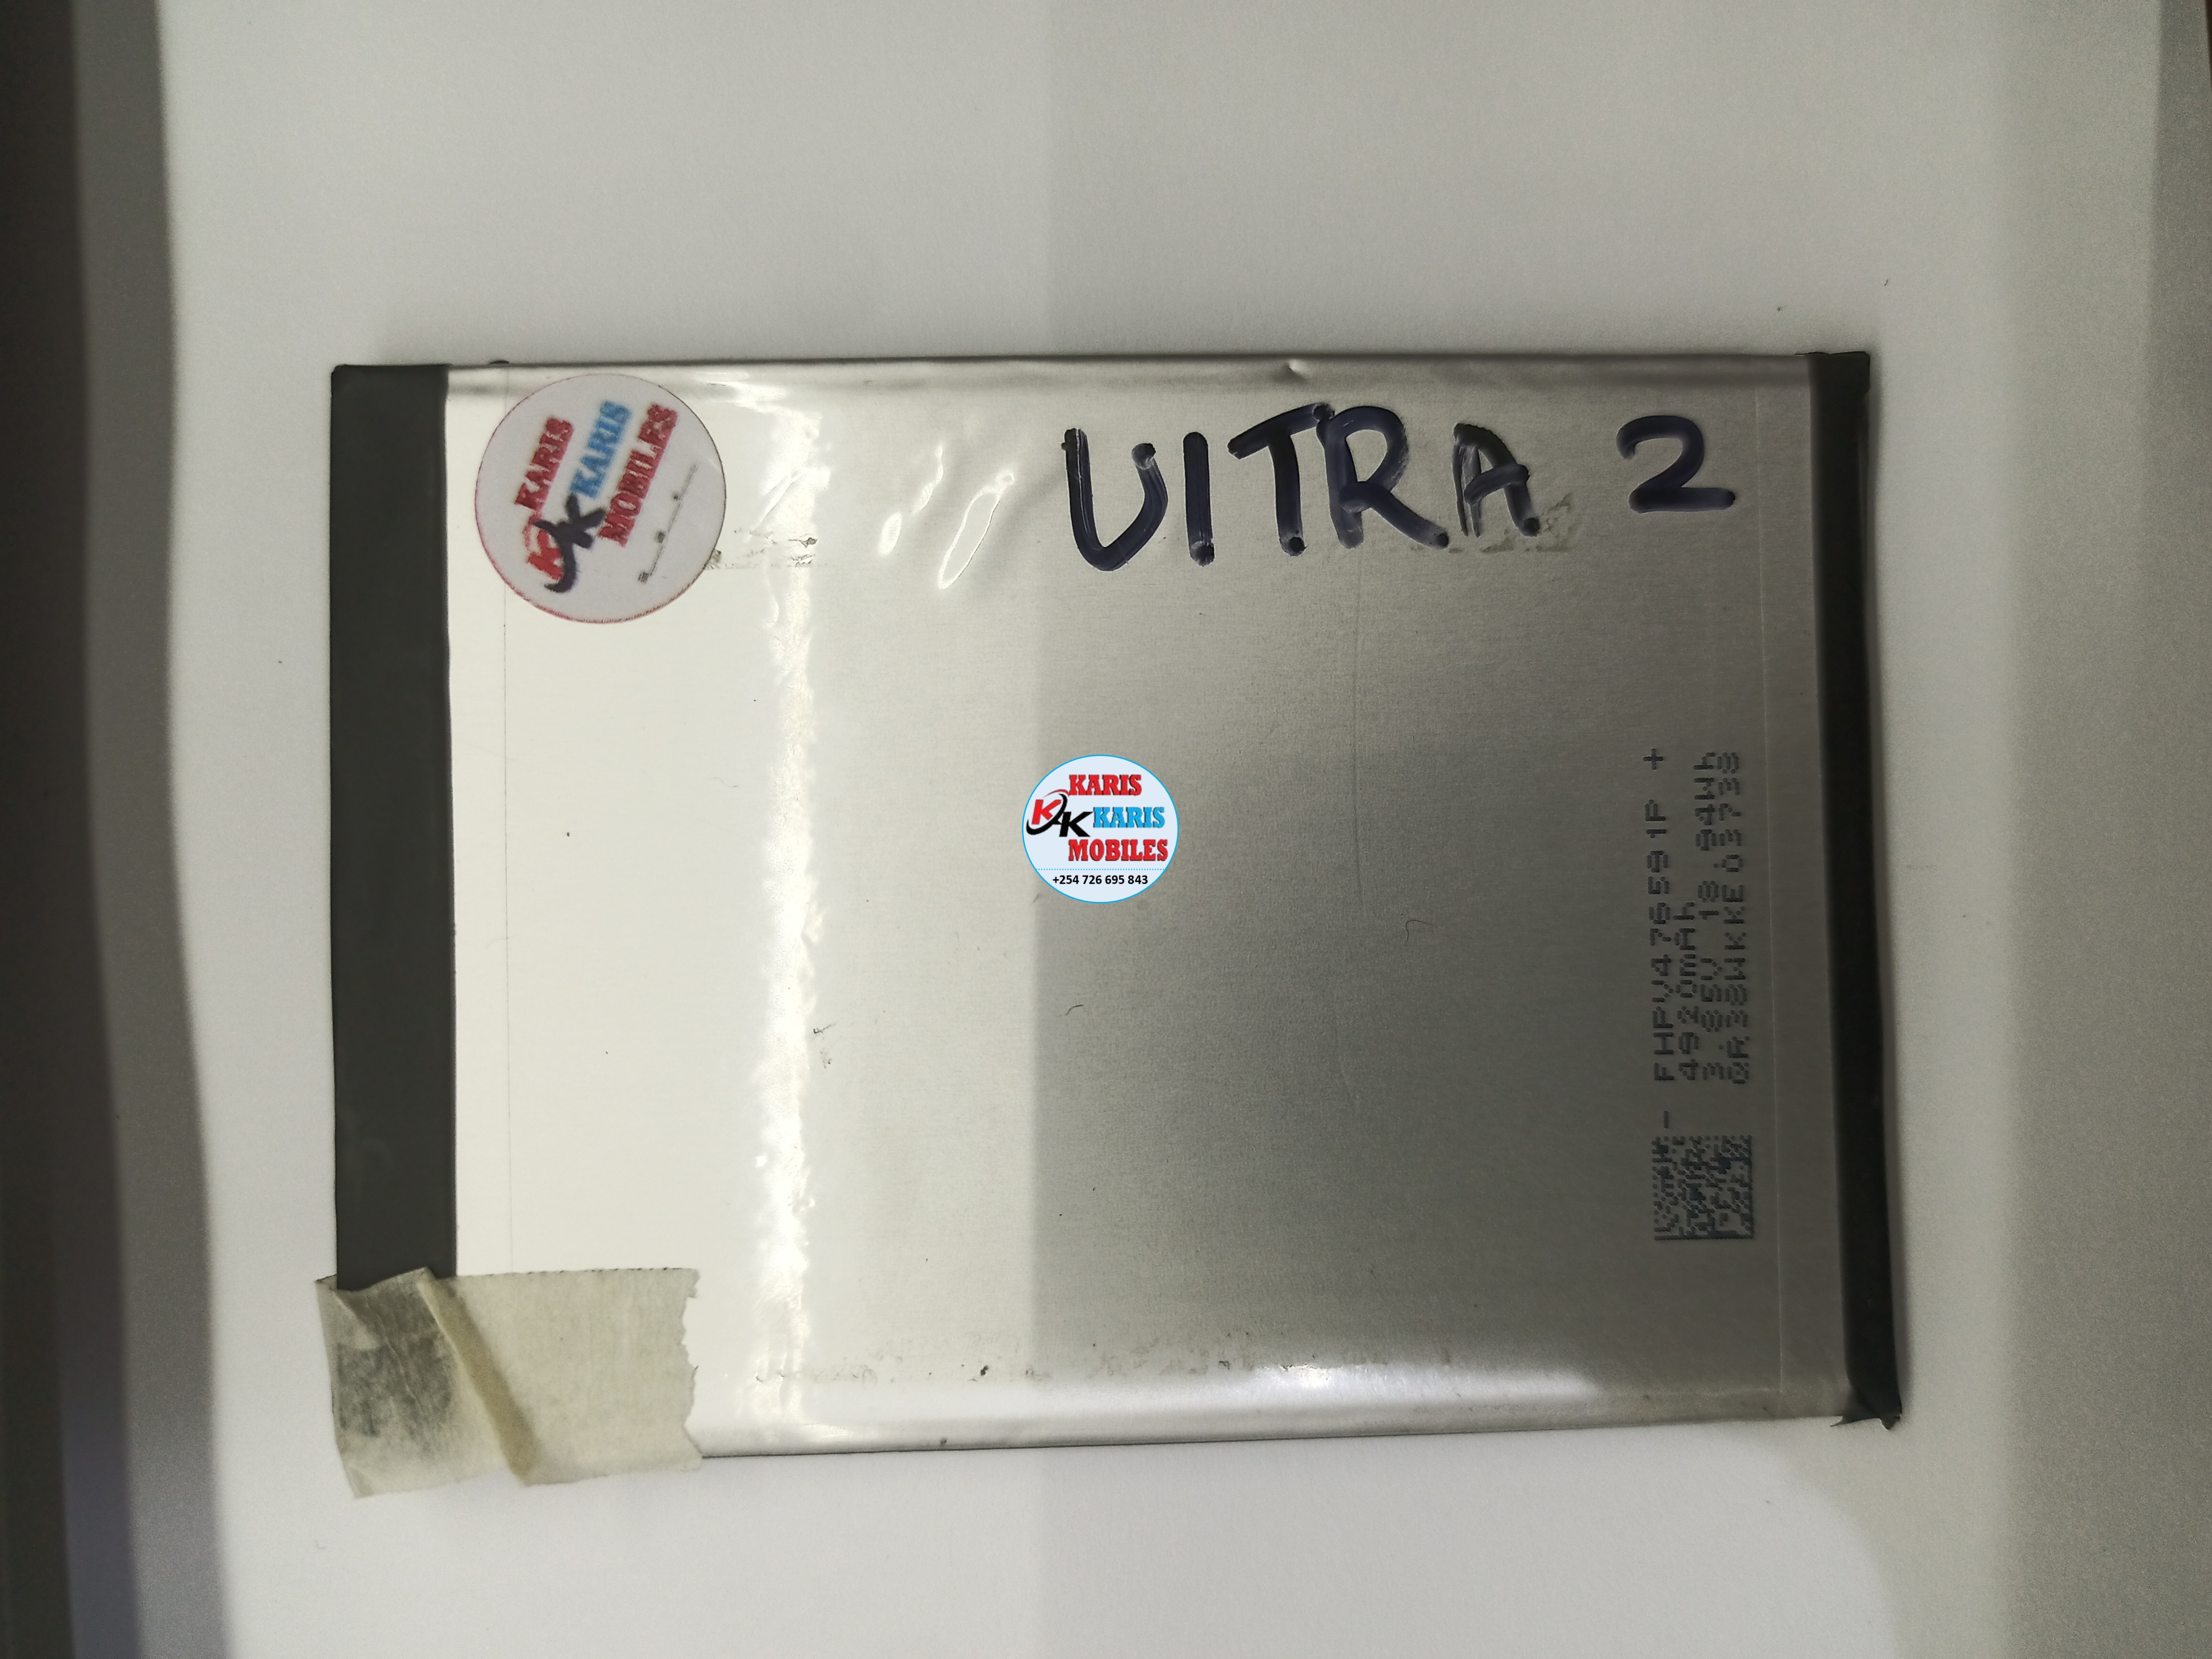 KARIS
KARIS
MOBILES
UITRA 2
KARIS
KARIS
MOBILES
+254 726 695 843
- FHPV476591P +
4920mAh
3.85V 18.94Wh